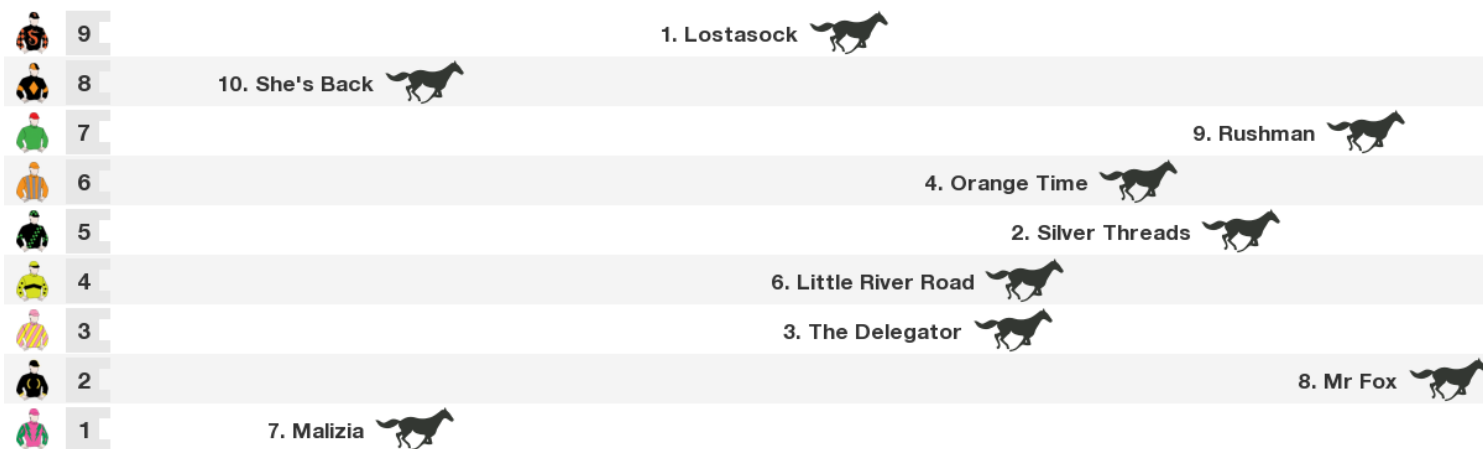 9 1. Lostasock
8 10. She's Back
7 9. Rushman
6 4. Orange Time
5 2. Silver Threads
4 6. Little River Road
3 3. The Delegator
2 8. Mr Fox
1 7. Malizia